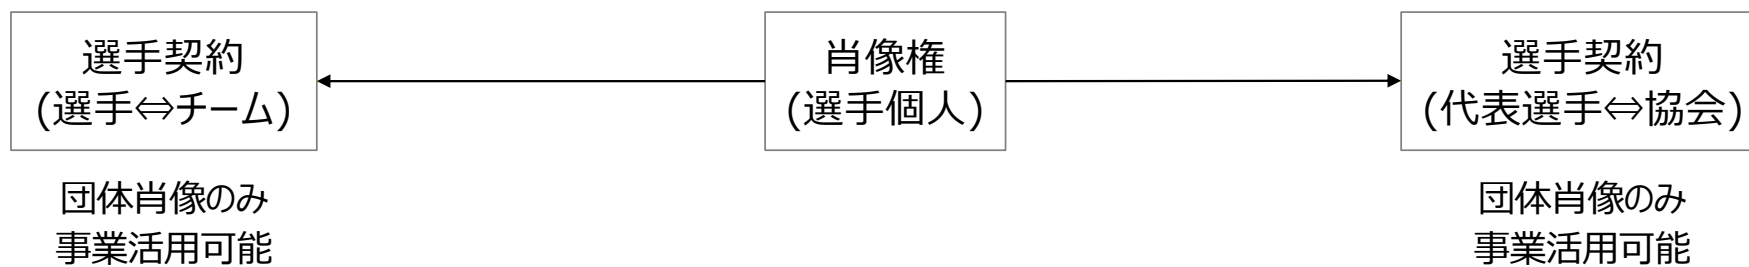 選手契約
(選手⇔チーム)
団体肖像のみ
事業活用可能
肖像権
(選手個人)
選手契約
(代表選手⇔協会)
団体肖像のみ
事業活用可能